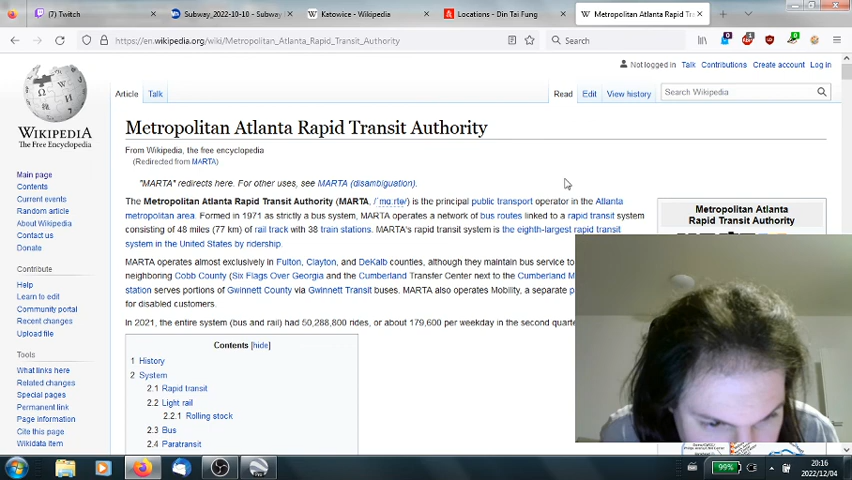 (7) Twitch
Subway_2022-10-10 - Subway
Katowice - Wikipedia
Locations - Din Tai Fung
Metropolitan Atlanta Rapid Tr
https://en.wikipedia.org/wiki/Metropolitan_Atlanta_Rapid_Transit_Authority
Search
Not logged in Talk Contributions Create account Log in
Article Talk Read Edit View history Search Wikipedia
WIKIPEDIA
The Free Encyclopedia
Main page
Contents
Current events
Random article
About Wikipedia
Contact us
Donate
Contribute
Help
Learn to edit
Community portal
Recent changes
Upload file
Tools
What links here
Related changes
Special pages
Permanent link
Page information
Cite this page
Wikidata item
Metropolitan Atlanta Rapid Transit Authority
From Wikipedia, the free encyclopedia
(Redirected from MARTA)
"MARTA" redirects here. For other uses, see MARTA (disambiguation).
The Metropolitan Atlanta Rapid Transit Authority (MARTA, /ˈmɑːrtə/) is the principal public transport operator in the Atlanta
metropolitan area. Formed in 1971 as strictly a bus system, MARTA operates a network of bus routes linked to a rapid transit system
consisting of 48 miles (77 km) of rail track with 38 train stations. MARTA's rapid transit system is the eighth-largest rapid transit
system in the United States by ridership.
MARTA operates almost exclusively in Fulton, Clayton, and DeKalb counties, although they maintain bus service to
neighboring Cobb County (Six Flags Over Georgia and the Cumberland Transfer Center next to the Cumberland M
station serves portions of Gwinnett County via Gwinnett Transit buses. MARTA also operates Mobility, a separate p
for disabled customers.
In 2021, the entire system (bus and rail) had 50,288,800 rides, or about 179,600 per weekday in the second quarte
Contents [hide]
1 History
2 System
2.1 Rapid transit
2.2 Light rail
2.2.1 Rolling stock
2.3 Bus
2.4 Paratransit
Metropolitan Atlanta
Rapid Transit Authority
99%
20:16
2022/12/04